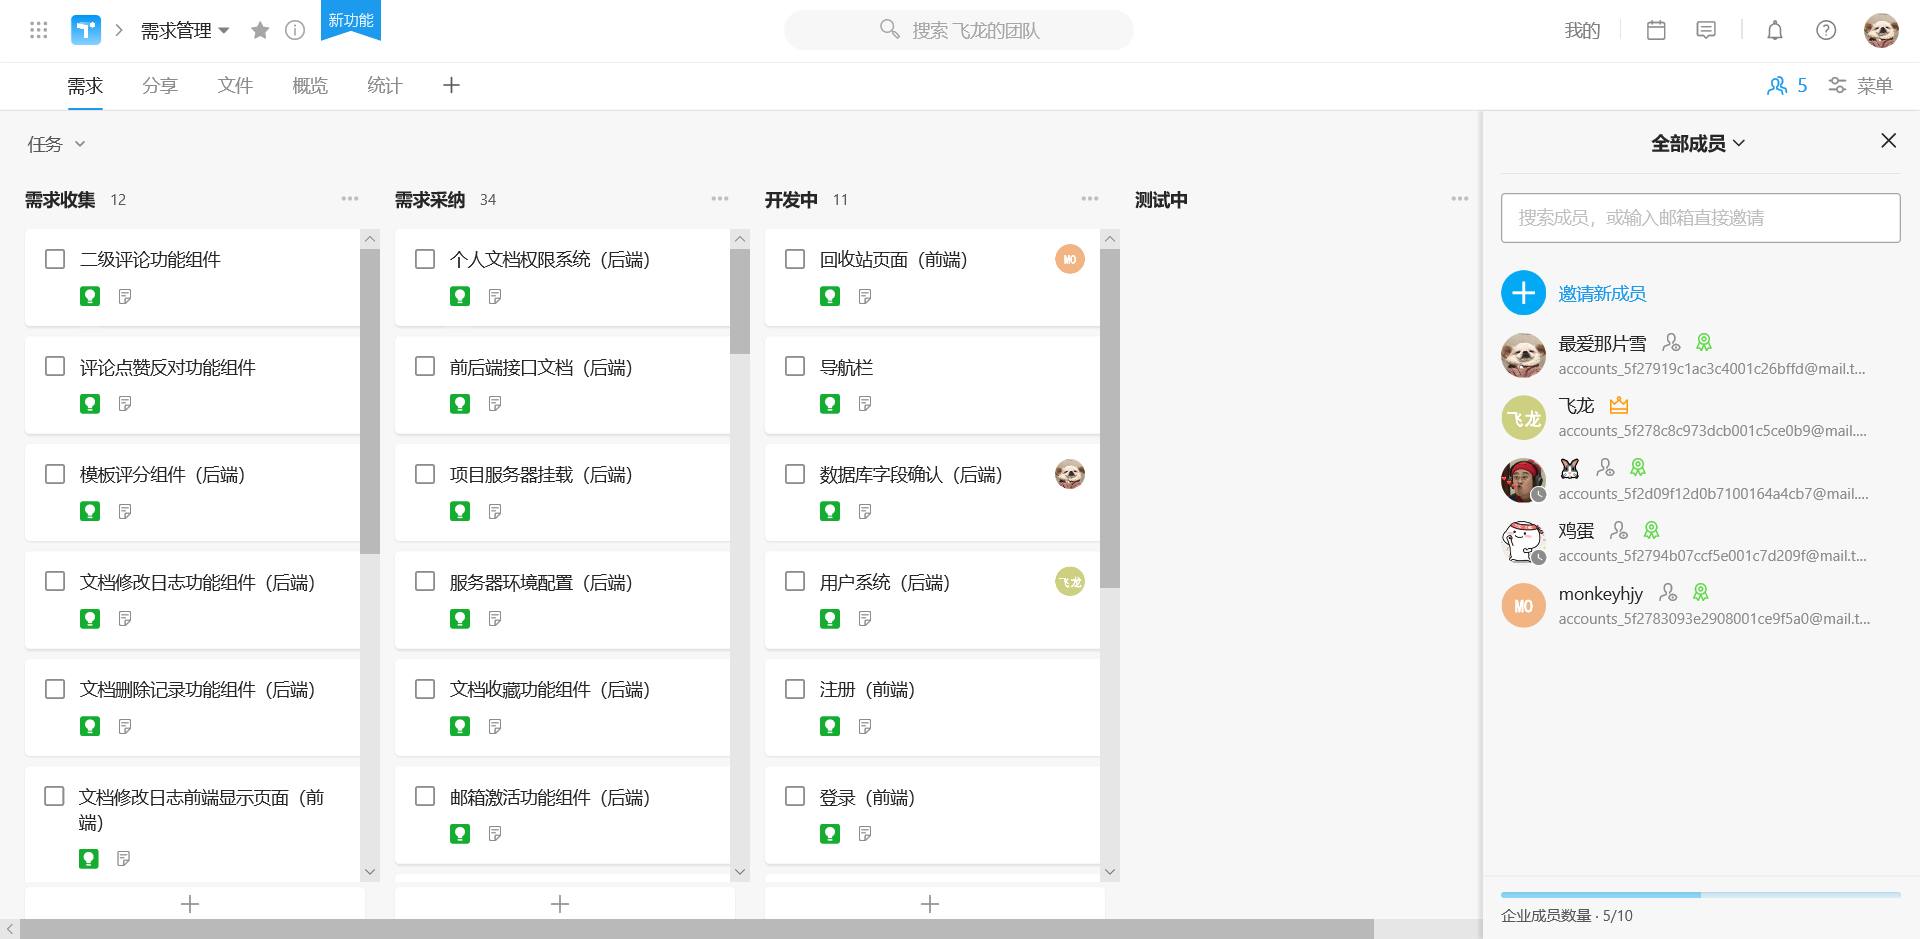 需求管理
新功能
搜索 飞龙的团队
我的
需求
分享
文件
概览
统计
5
菜单
任务
需求收集 12
二级评论功能组件
评论点赞反对功能组件
模板评分组件（后端）
文档修改日志功能组件（后端）
文档删除记录功能组件（后端）
文档修改日志前端显示页面（前
端）
需求采纳 34
个人文档权限系统（后端）
前后端接口文档（后端）
项目服务器挂载（后端）
服务器环境配置（后端）
文档收藏功能组件（后端）
邮箱激活功能组件（后端）
开发中 11
回收站页面（前端）
MO
导航栏
数据库字段确认（后端）
用户系统（后端）
飞龙
注册（前端）
登录（前端）
测试中
全部成员
搜索成员，或输入邮箱直接邀请
邀请新成员
最爱那片雪
accounts_5f27919c1ac3c4001c26bffd@mail.t...
飞龙
飞龙
accounts_5f278c8c973dcb001c5ce0b9@mail....
accounts_5f2d09f12d0b7100164a4cb7@mail....
鸡蛋
accounts_5f2794b07ccf5e001c7d209f@mail.t...
MO
monkeyhjy
accounts_5f2783093e2908001ce9f5a0@mail.t...
企业成员数量 · 5/10